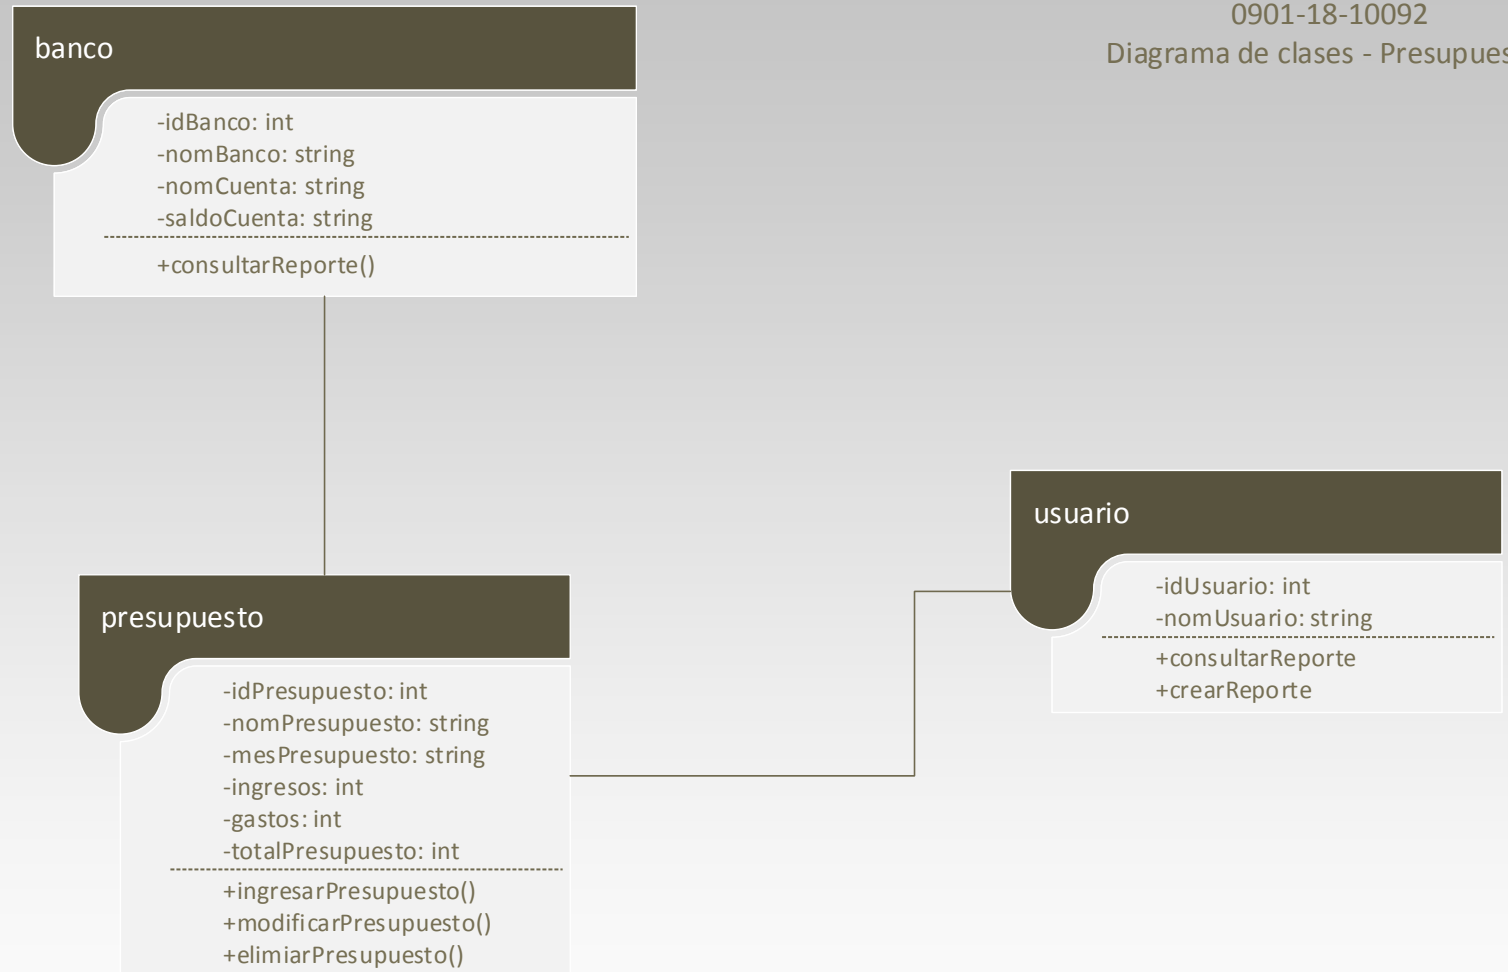 0901-18-10092
Diagrama de clases - Presupues
banco
-idBanco: int
-nomBanco: string
-nomCuenta: string
-saldoCuenta: string
+consultarReporte()
usuario
-idUsuario: int
-nomUsuario: string
+consultarReporte
+crearReporte
presupuesto
-idPresupuesto: int
-nomPresupuesto: string
-mesPresupuesto: string
-ingresos: int
-gastos: int
-totalPresupuesto: int
+ingresarPresupuesto()
+modificarPresupuesto()
+elimiarPresupuesto()